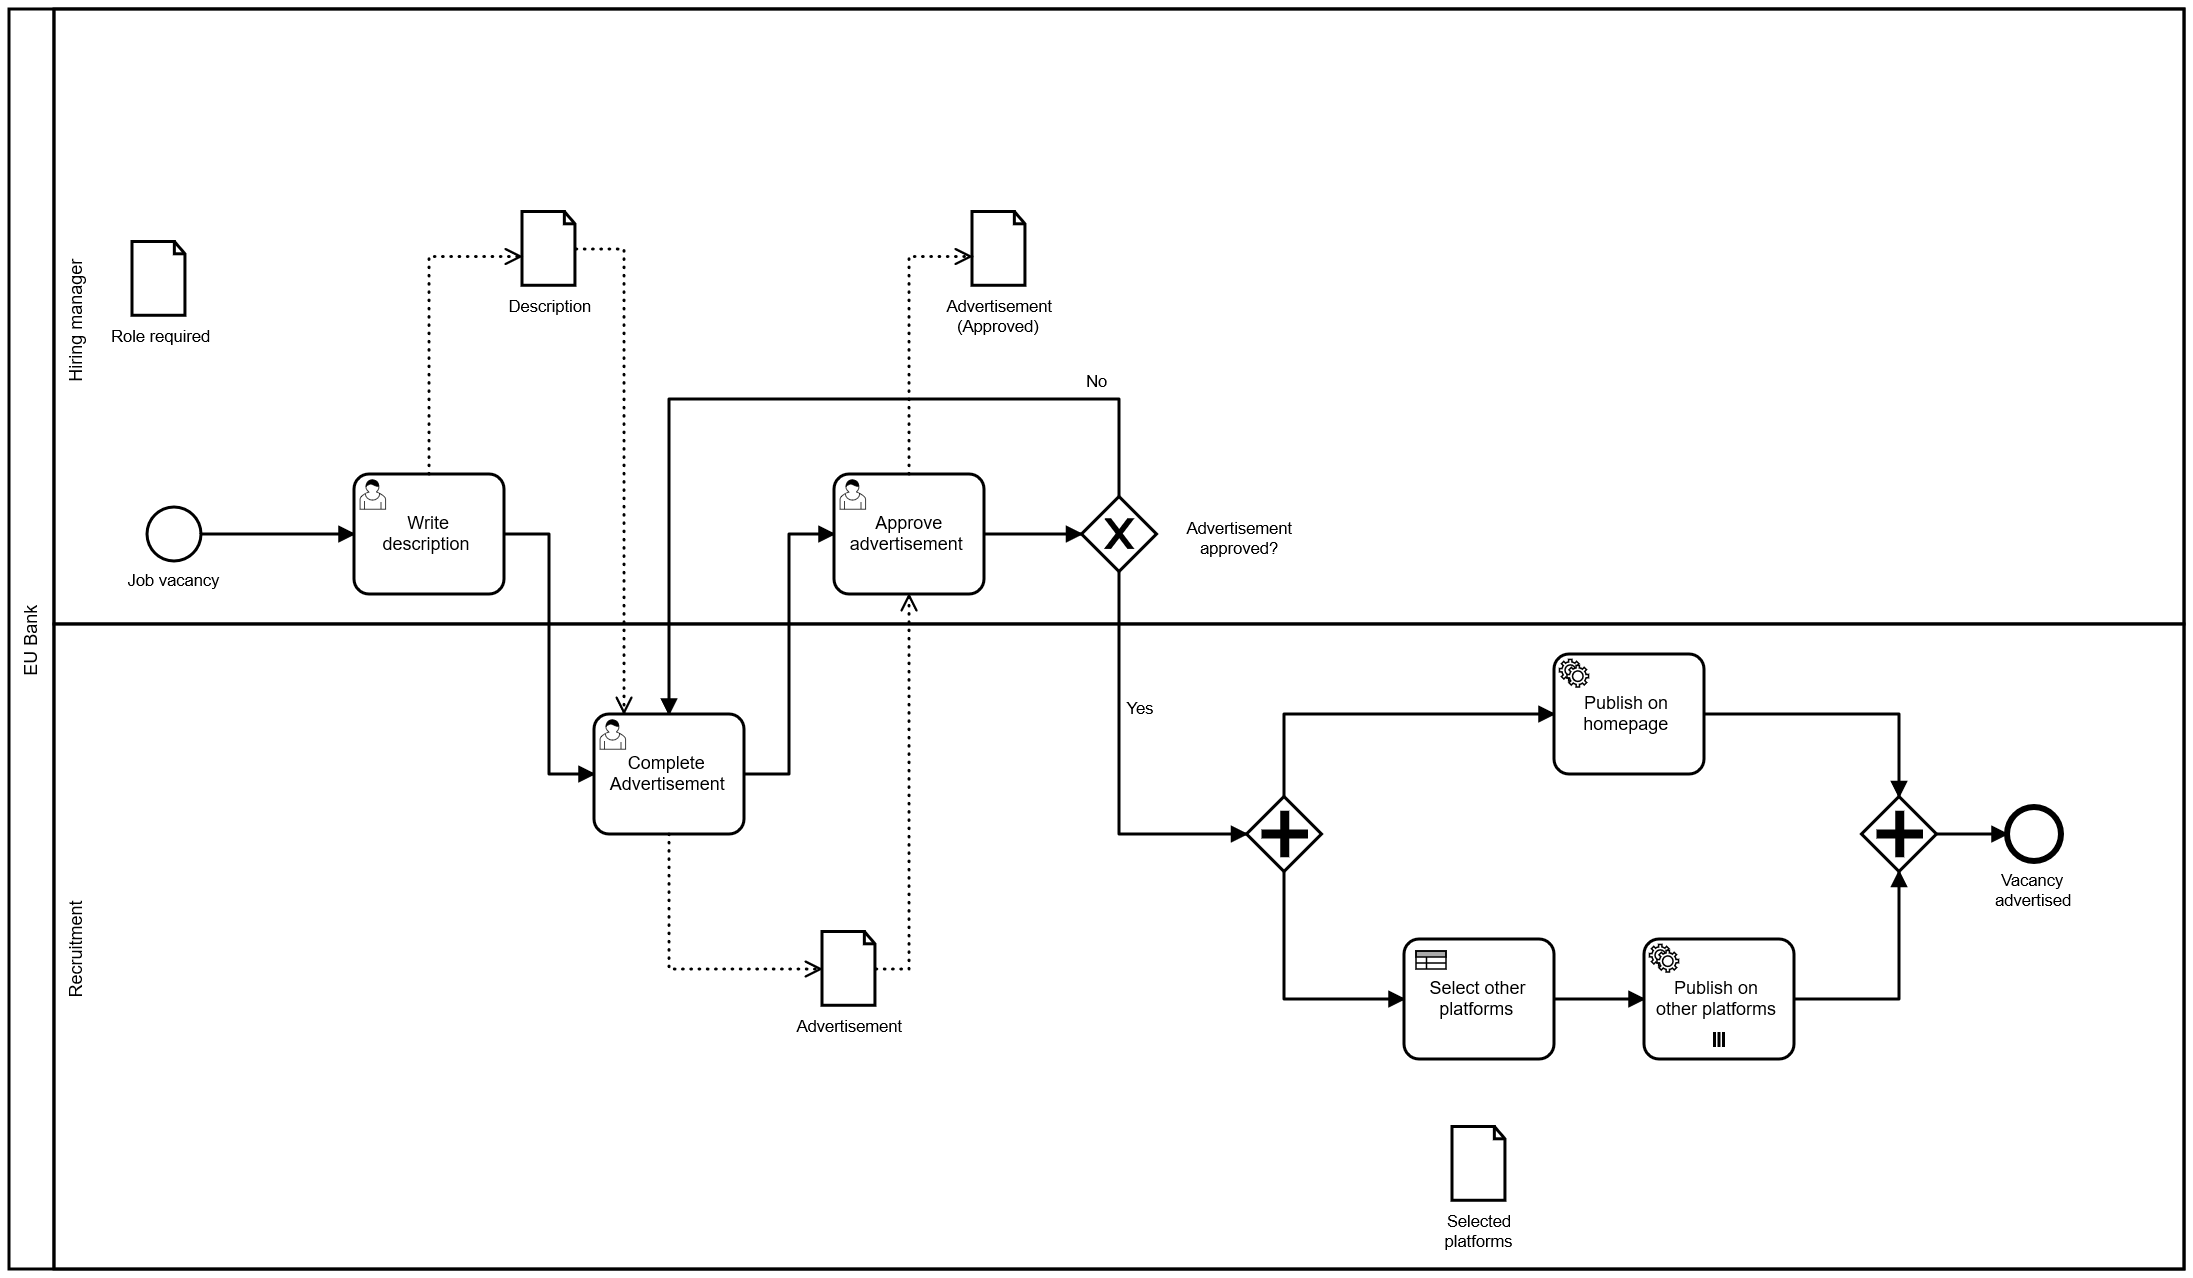 EU Bank
Hiring manager
Role required
Description
Advertisement
(Approved)
No
Job vacancy
Write
description
Approve
advertisement
Advertisement
approved?
Recruitment
Complete
Advertisement
Yes
Publish on
homepage
Vacancy
advertised
Advertisement
Select other
platforms
Publish on
other platforms
Selected
platforms